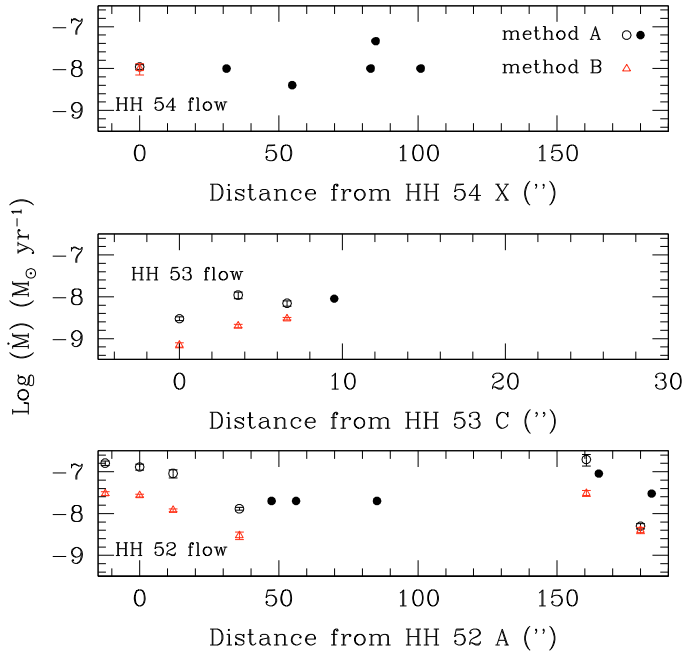 −7
−8
−9
method A
method B
HH 54 flow
0 50 100 150
Distance from HH 54 X (’’)
−7
−8
−9
HH 53 flow
0 10 20 30
Distance from HH 53 C (’’)
Log (Ṁ) (M⊙ yr⁻¹)
−7
−8
−9
HH 52 flow
0 50 100 150
Distance from HH 52 A (’’)